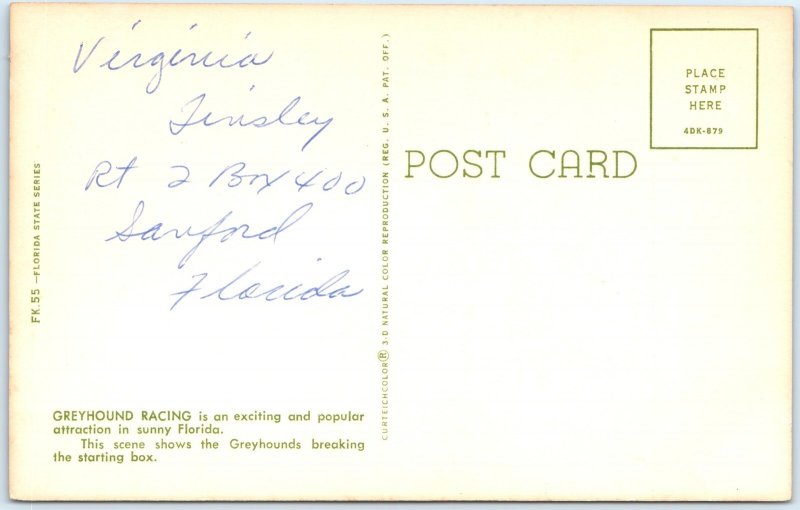 Virginia
Tinsley
Rt 2 Box 400
Sanford
Florida
FK.55 —FLORIDA STATE SERIES
GREYHOUND RACING is an exciting and popular
attraction in sunny Florida.
This scene shows the Greyhounds breaking
the starting box.
CURTEICHCOLOR® 3-D NATURAL COLOR REPRODUCTION (REG. U. S. A. PAT. OFF.)
POST CARD
PLACE
STAMP
HERE
4DK-879